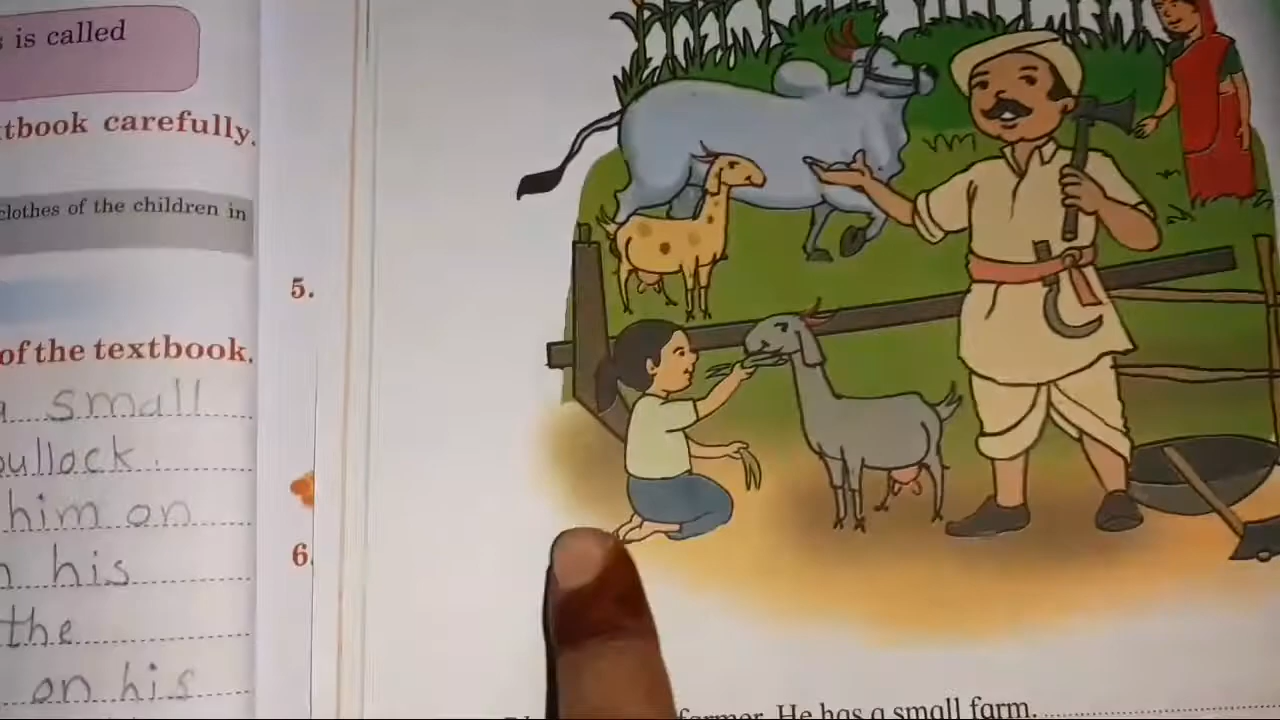 s is called
tbook carefully.
clothes of the children in
of the textbook.
a small
bullock.
him on
n his
the
on his
5.
6.
farmer. He has a small farm.